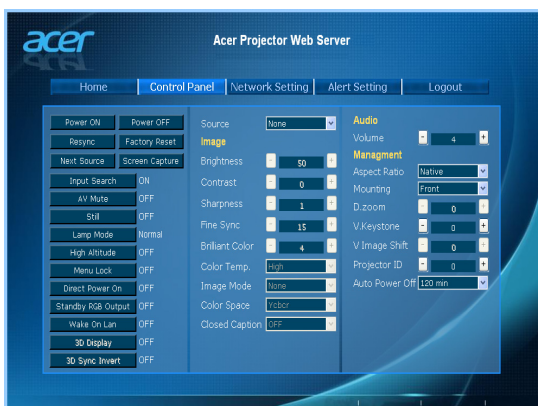 acer
Acer Projector Web Server
Home Control Panel Network Setting Alert Setting Logout
Power ON Power OFF
Resync Factory Reset
Next Source Screen Capture
Input Search ON
AV Mute OFF
Still OFF
Lamp Mode Normal
High Altitude OFF
Menu Lock OFF
Direct Power On OFF
Standby RGB Output OFF
Wake On Lan OFF
3D Display OFF
3D Sync Invert OFF
Source None
Image
Brightness - 50 +
Contrast - 0 +
Sharpness - 1 +
Fine Sync - 15 +
Brilliant Color - 4 +
Color Temp. High
Image Mode None
Color Space Ycbcr
Closed Caption OFF
Audio
Volume - 4 +
Managment
Aspect Ratio Native
Mounting Front
D.zoom - 0 +
V.Keystone - 0 +
V Image Shift - 0 +
Projector ID - 0 +
Auto Power Off 120 min